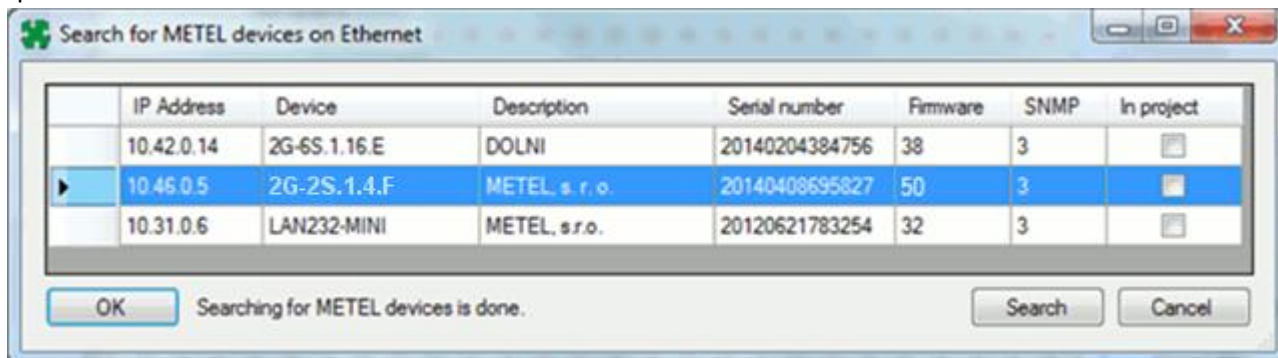 Search for METEL devices on Ethernet
IP Address Device Description Serial number Firmware SNMP In project
10.42.0.14 2G-6S.1.16.E DOLNI 20140204384756 38 3
10.46.0.5 2G-2S.1.4.F METEL, s. r. o. 20140408695827 50 3
10.31.0.6 LAN232-MINI METEL, s.r.o. 20120621783254 32 3
OK Searching for METEL devices is done. Search Cancel